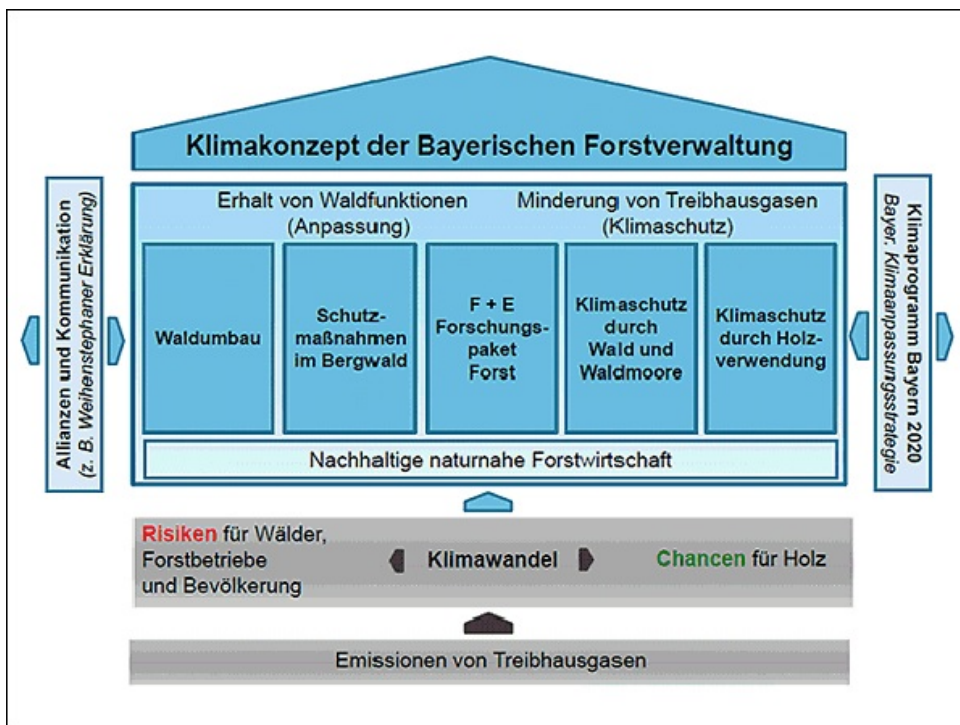 Klimakonzept der Bayerischen Forstverwaltung
Allianzen und Kommunikation
(z. B. Weihenstephaner Erklärung)
Erhalt von Waldfunktionen
(Anpassung)
Minderung von Treibhausgasen
(Klimaschutz)
Waldumbau
Schutz-
maßnahmen
im Bergwald
F + E
Forschungs-
paket
Forst
Klimaschutz
durch
Wald und
Waldmoore
Klimaschutz
durch Holz-
verwendung
Nachhaltige naturnahe Forstwirtschaft
Klimaprogramm Bayern 2020
Bayer. Klimaanpassungsstrategie
Risiken für Wälder,
Forstbetriebe
und Bevölkerung
Klimawandel
Chancen für Holz
Emissionen von Treibhausgasen